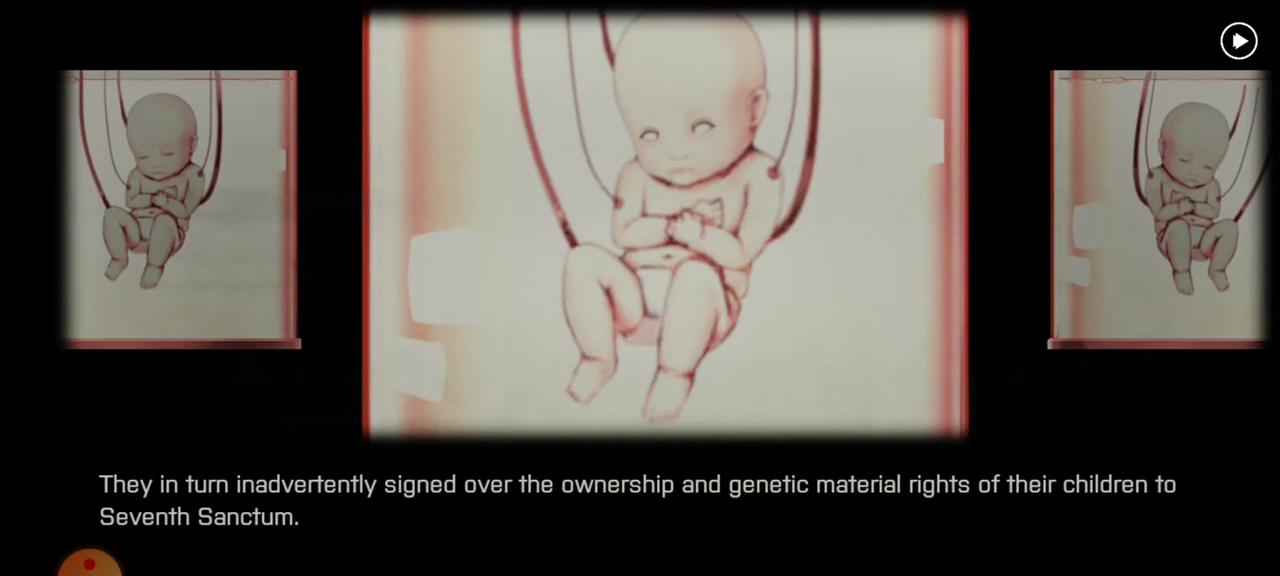 They in turn inadvertently signed over the ownership and genetic material rights of their children to
Seventh Sanctum.